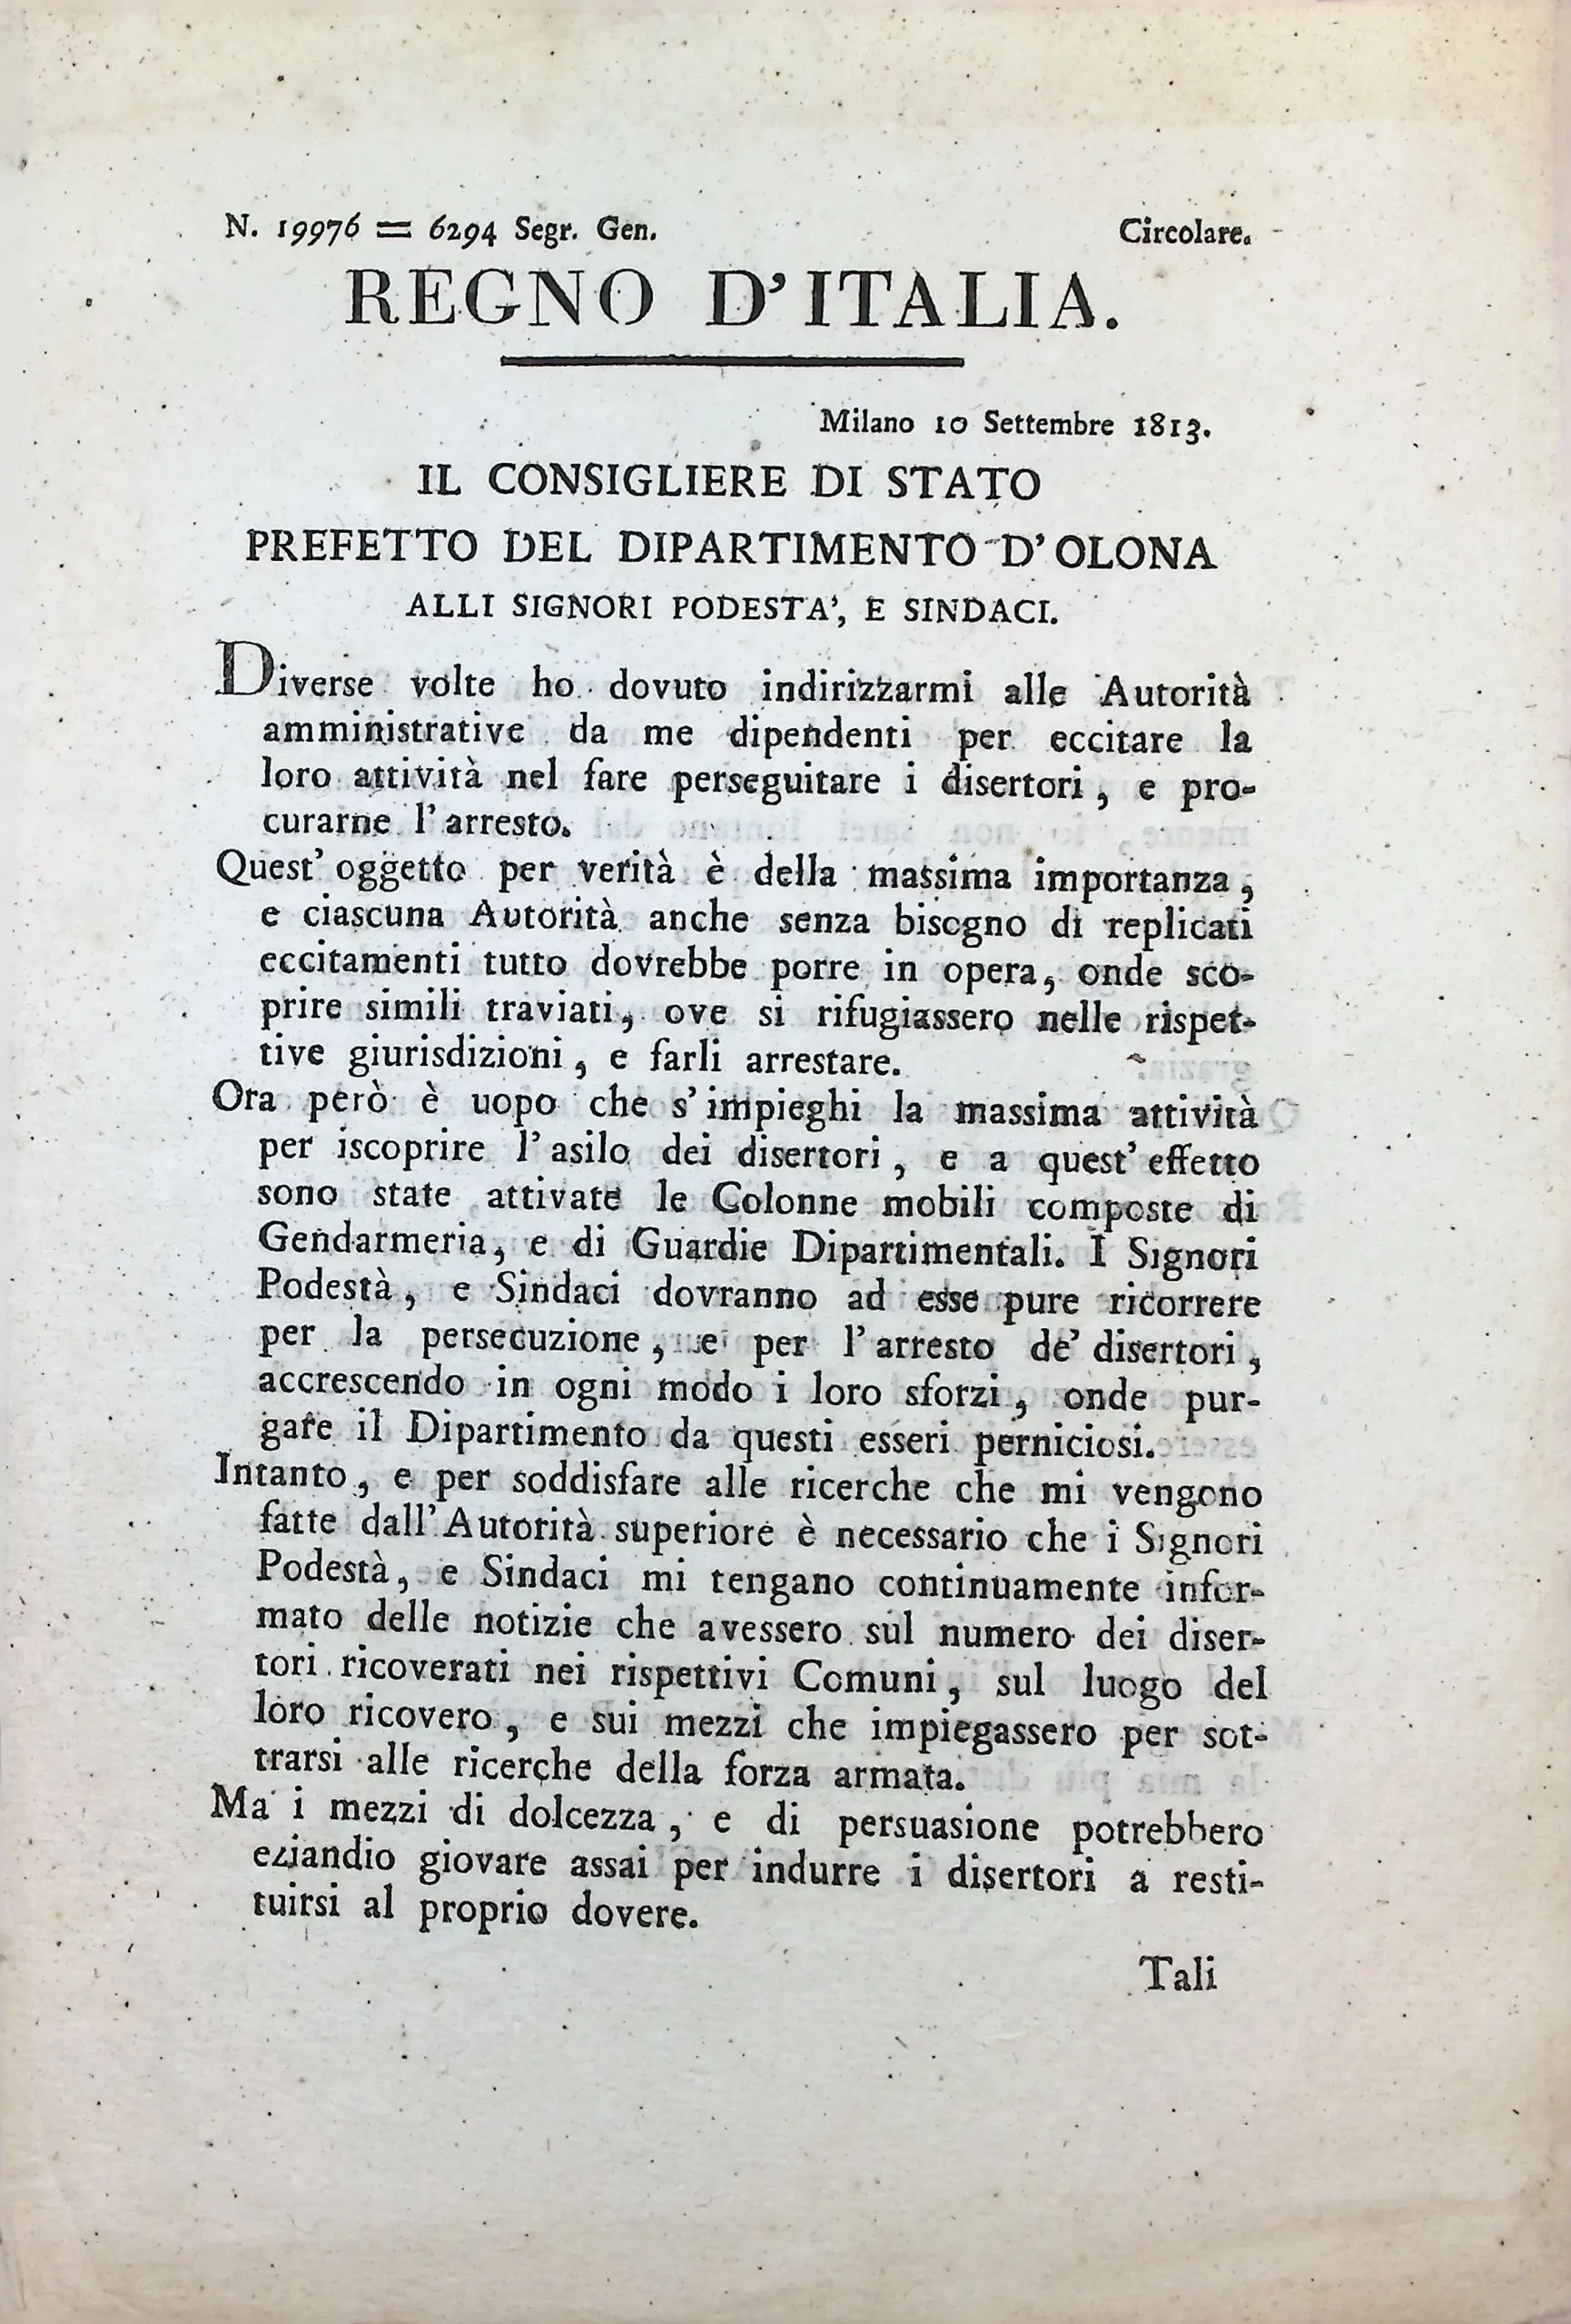 N. 19976 = 6294 Segr. Gen. Circolare.
REGNO D'ITALIA.
Milano 10 Settembre 1813.
IL CONSIGLIERE DI STATO
PREFETTO DEL DIPARTIMENTO D'OLONA
ALLI SIGNORI PODESTA', E SINDACI.
Diverse volte ho dovuto indirizzarmi alle Autorità
amministrative da me dipendenti per eccitare la
loro attività nel fare perseguitare i disertori, e pro-
curarne l'arresto.
Quest' oggetto per verità è della massima importanza,
e ciascuna Autorità anche senza bisogno di replicati
eccitamenti tutto dovrebbe porre in opera, onde sco-
prire simili traviati, ove si rifugiassero nelle rispet-
tive giurisdizioni, e farli arrestare.
Ora però è uopo che s'impieghi la massima attività
per iscoprire l'asilo dei disertori, e a quest'effetto
sono state attivate le Colonne mobili composte di
Gendarmeria, e di Guardie Dipartimentali. I Signori
Podestà, e Sindaci dovranno ad esse pure ricorrere
per la persecuzione, e per l'arresto de' disertori,
accrescendo in ogni modo i loro sforzi, onde pur-
gare il Dipartimento da questi esseri perniciosi.
Intanto, e per soddisfare alle ricerche che mi vengono
fatte dall'Autorità superiore è necessario che i Signori
Podestà, e Sindaci mi tengano continuamente infor-
mato delle notizie che avessero sul numero dei diser-
tori ricoverati nei rispettivi Comuni, sul luogo del
loro ricovero, e sui mezzi che impiegassero per sot-
trarsi alle ricerche della forza armata.
Ma i mezzi di dolcezza, e di persuasione potrebbero
eziandio giovare assai per indurre i disertori a resti-
tuirsi al proprio dovere.
Tali